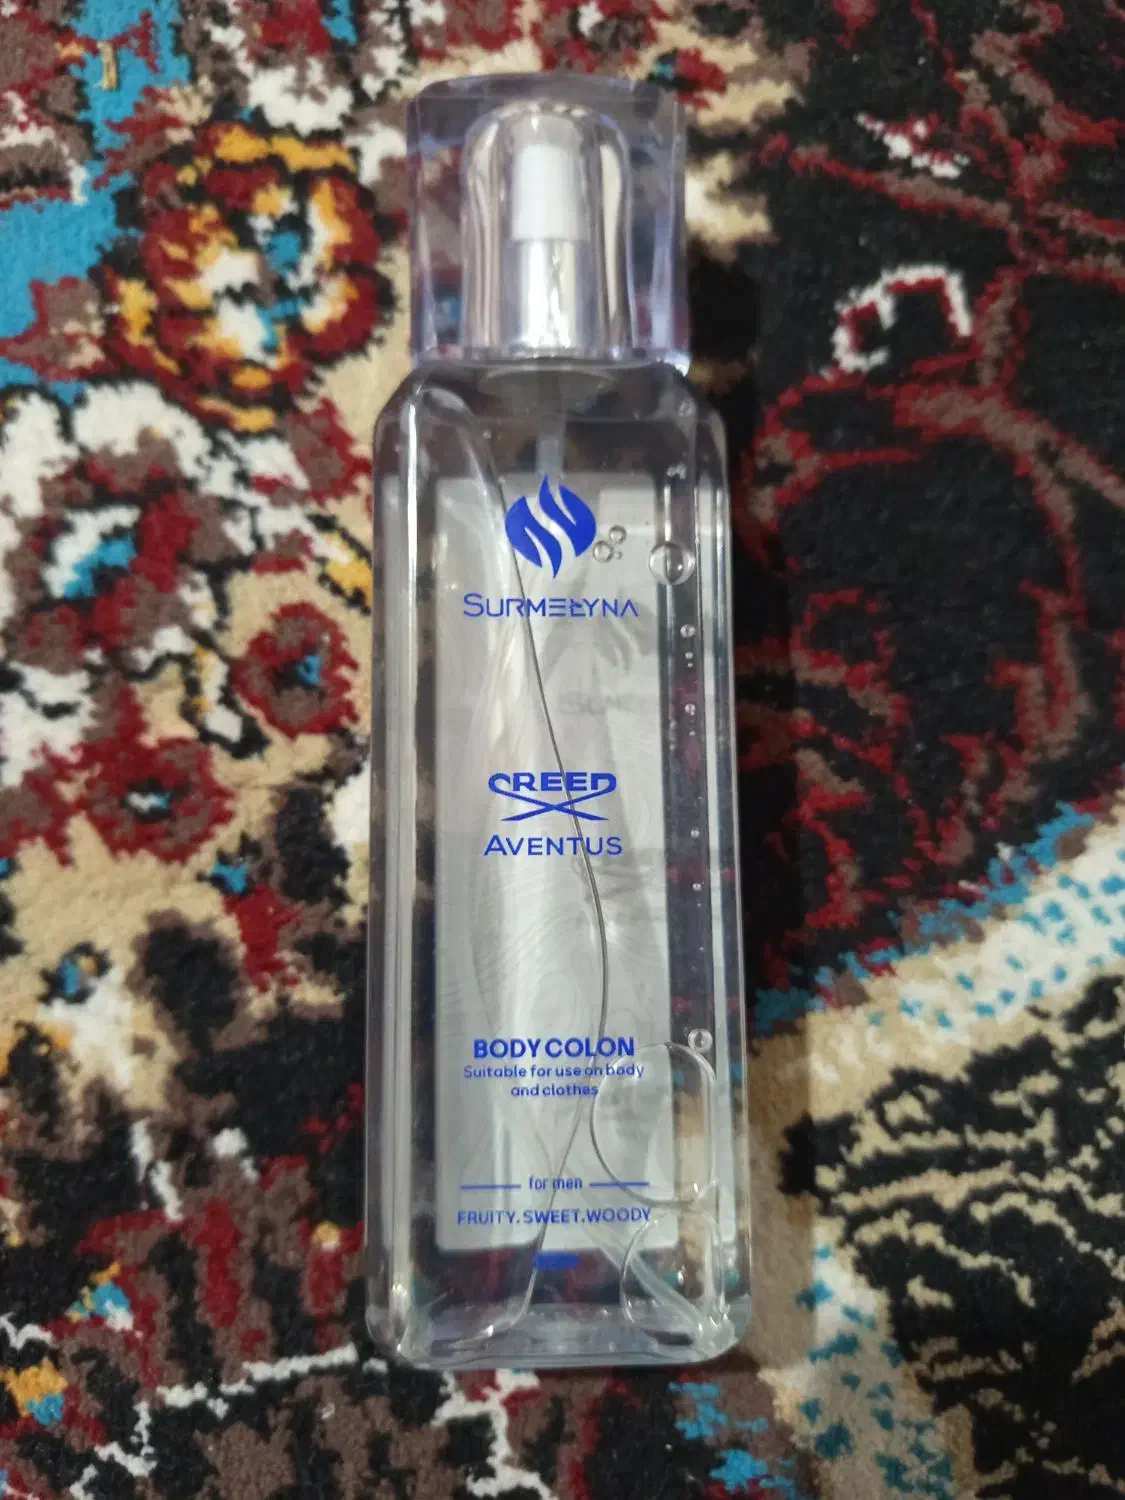 SURMELYNA
CREED
AVENTUS
BODY COLON
Suitable for use on body
and clothes
for men
FRUITY.SWEET.WOODY